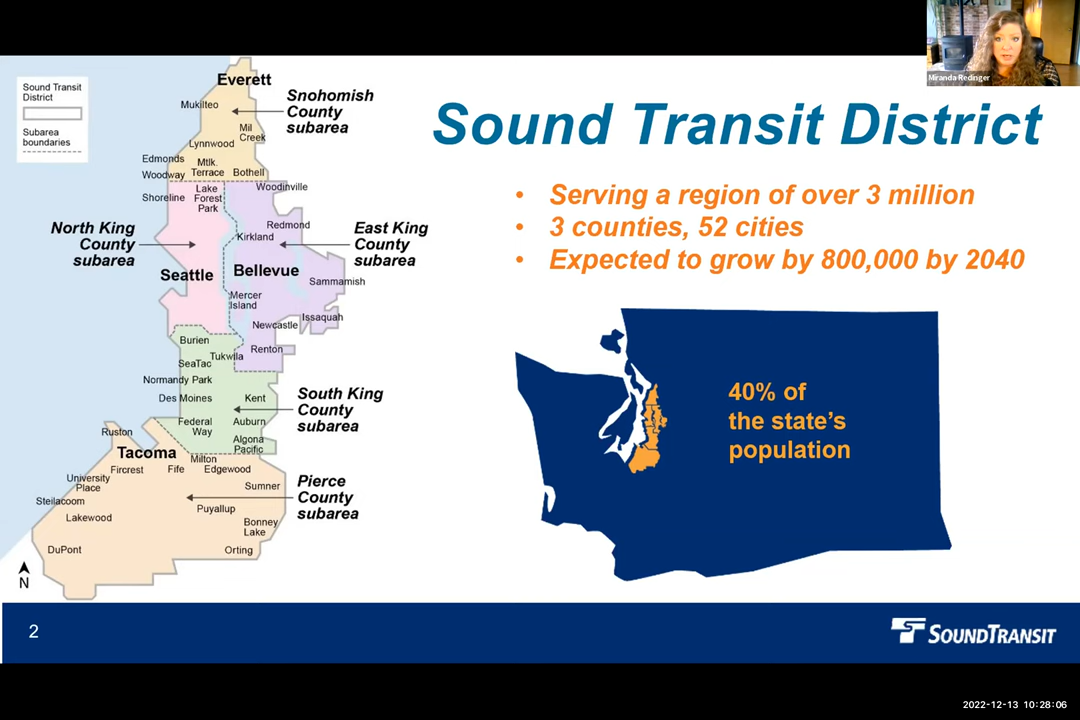 Miranda Redinger
Sound Transit District
• Serving a region of over 3 million
• 3 counties, 52 cities
• Expected to grow by 800,000 by 2040
Sound Transit
District
Subarea
boundaries
Everett
Mukilteo
Snohomish
County
subarea
Mil
Creek
Lynnwood
Edmonds
Mtlk.
Terrace
Woodway
Bothell
Woodinville
Shoreline
Lake
Forest
Park
North King
County
subarea
Redmond
Kirkland
East King
County
subarea
Seattle
Bellevue
Sammamish
Mercer
Island
Issaquah
Newcastle
Burien
Renton
Tukwila
SeaTac
Normandy Park
Des Moines
Kent
South King
County
subarea
Federal
Way
Auburn
Algona
Pacific
Ruston
Tacoma
Milton
Fircrest
Fife
Edgewood
University
Place
Sumner
Pierce
County
subarea
Steilacoom
Puyallup
Lakewood
Bonney
Lake
DuPont
Orting
N
40% of
the state's
population
2
SOUNDTRANSIT
2022-12-13 10:28:06